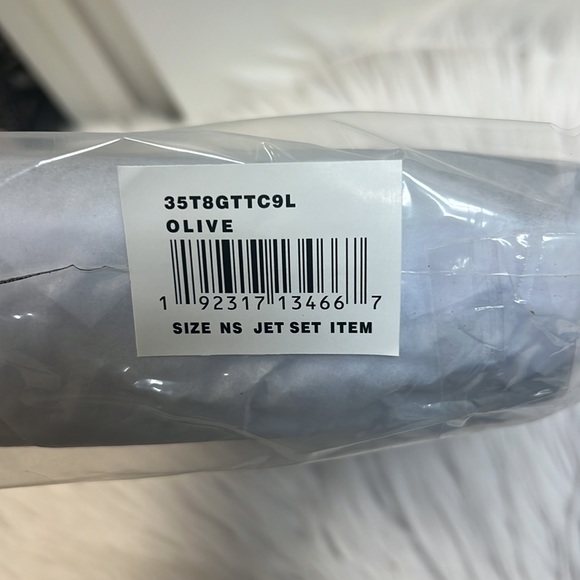 35T8GTTC9L
OLIVE
1 92317 13466 7
SIZE NS JET SET ITEM